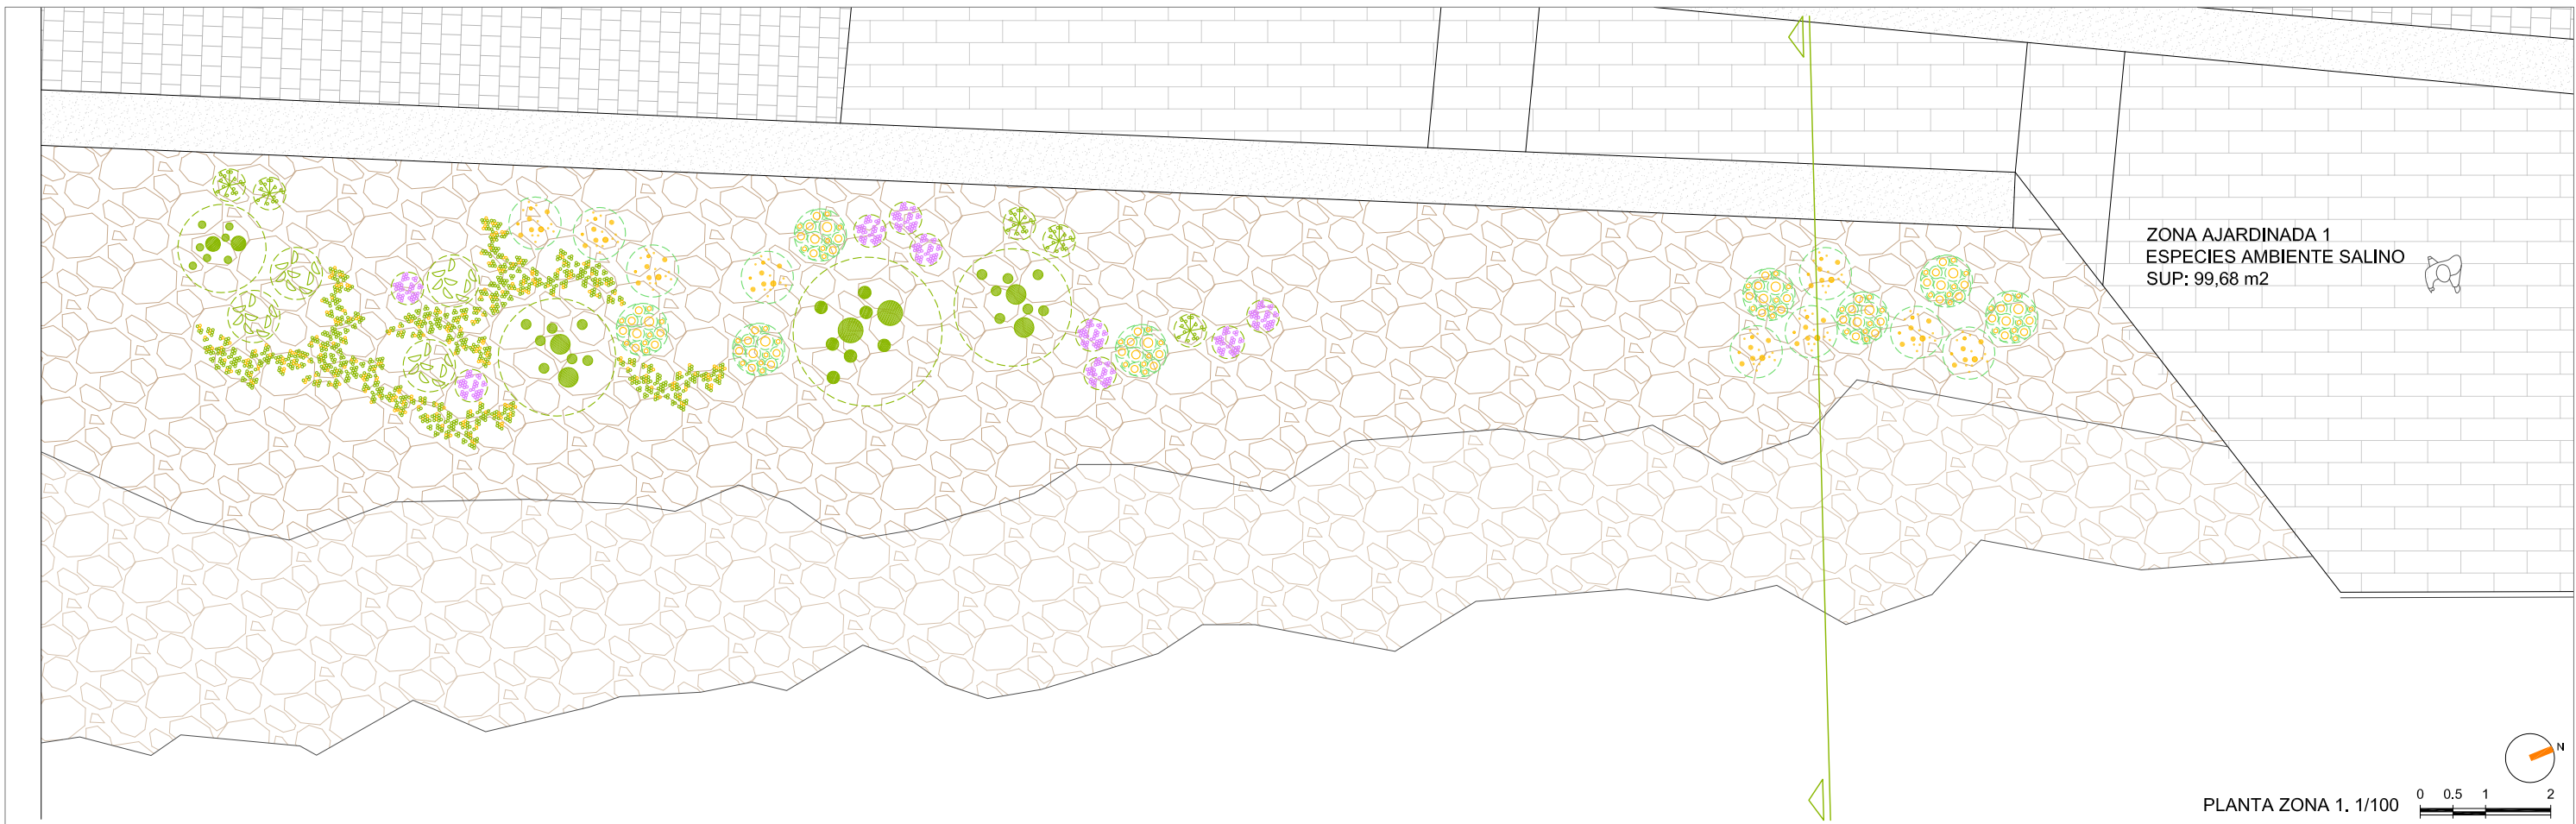 ZONA AJARDINADA 1
ESPECIES AMBIENTE SALINO
SUP: 99,68 m2
N
PLANTA ZONA 1. 1/100
0 0.5 1 2